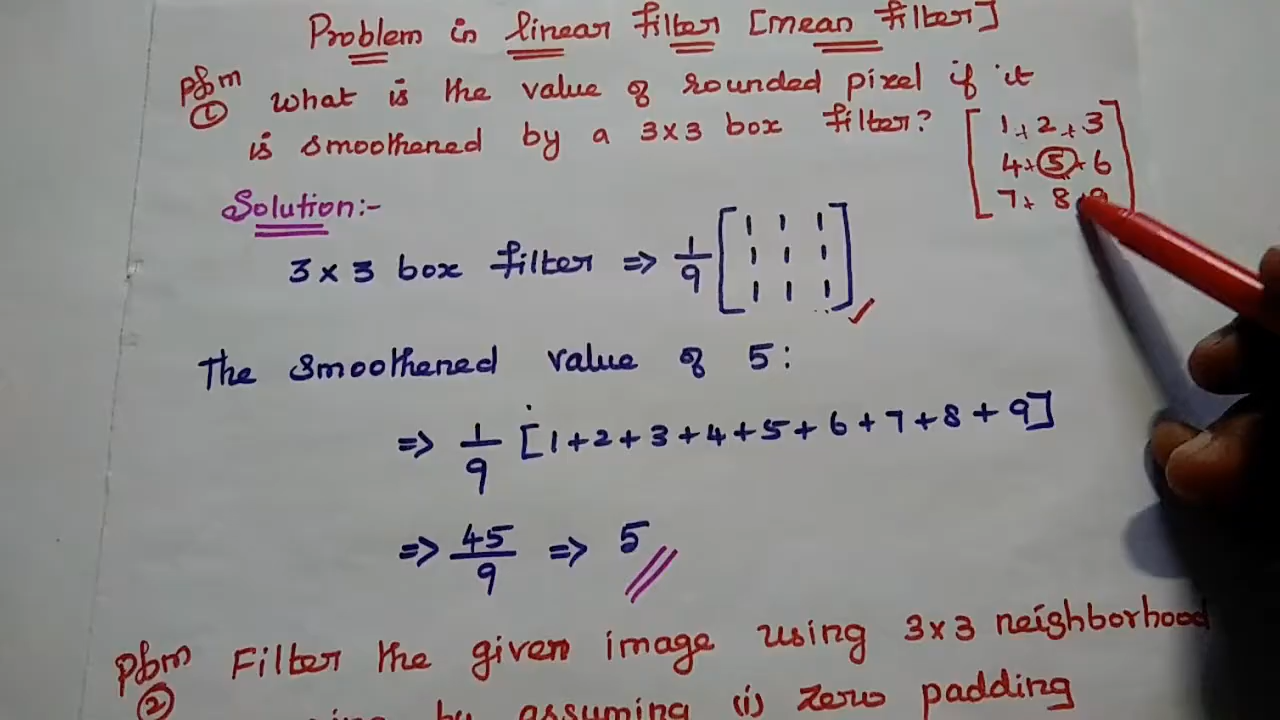 Problem in linear filter [mean filter]
Pbm ① What is the value of rounded pixel if it
is smoothened by a 3x3 box filter?
[1+2+3
4+5+6
7+8+9]
Solution:-
3x3 box filter => 1/9 [1 1 1
1 1 1
1 1 1]
The smoothened value of 5:
=> 1/9 [1+2+3+4+5+6+7+8+9]
=> 45/9 => 5
Pbm ② Filter the given image using 3x3 neighborhood
by assuming (i) zero padding